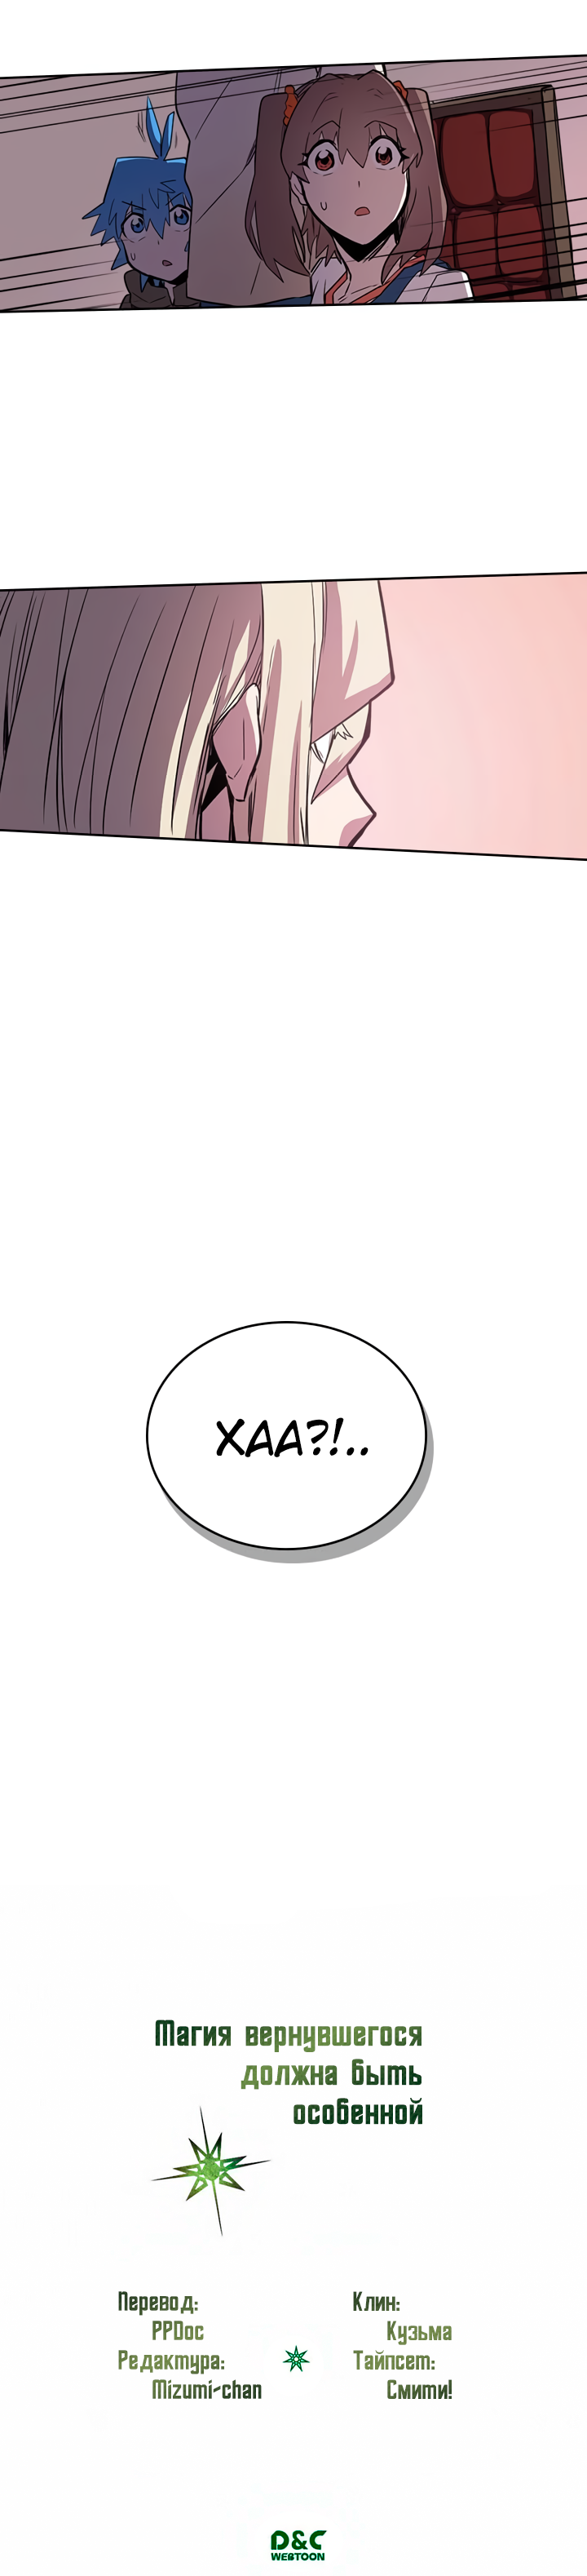 ХАА?!..
Магия вернувшегося
должна быть
особенной
Перевод:
PPDoc
Редактура:
Mizumi-chan
Клин:
Кузьма
Тайпсет:
Смити!
D&C
WEBTOON